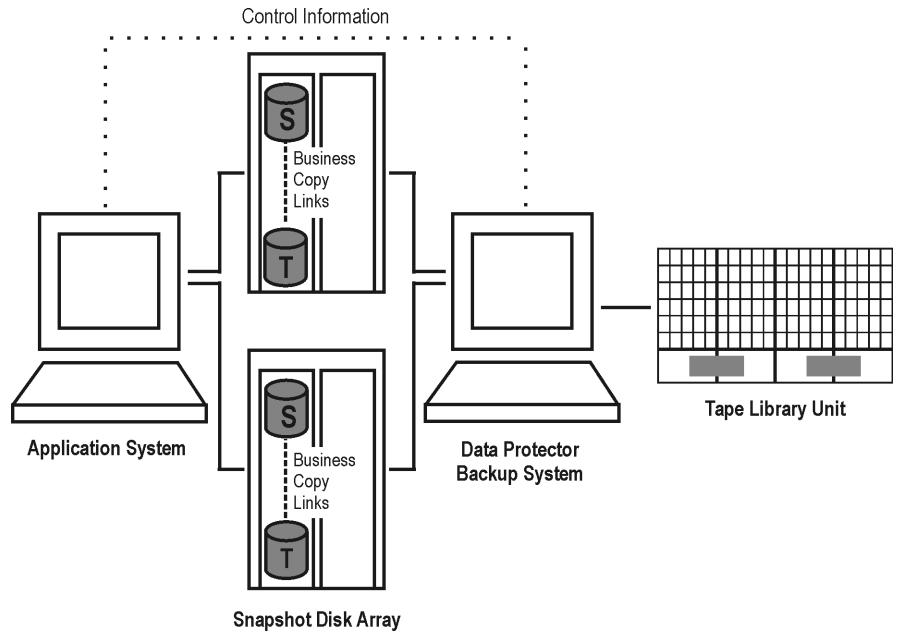 Control Information
S
Business
Copy
Links
T
S
Business
Copy
Links
T
Application System
Data Protector
Backup System
Tape Library Unit
Snapshot Disk Array